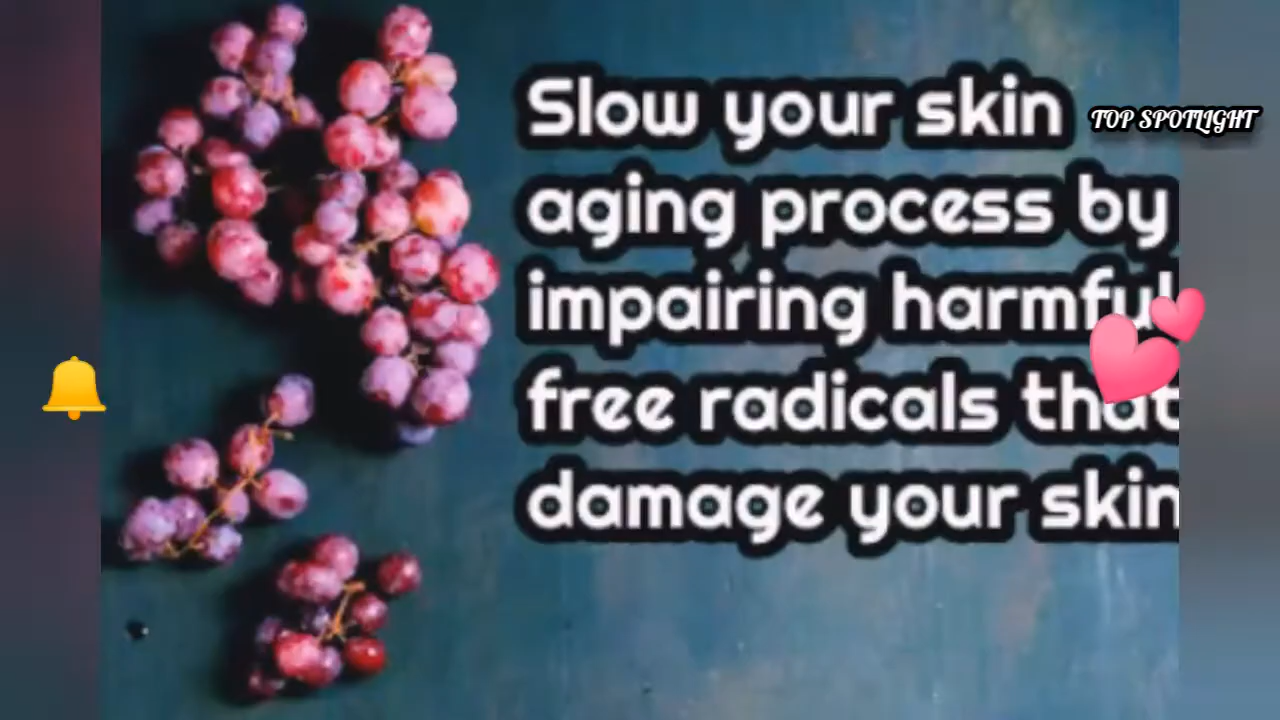 Slow your skin
aging process by
impairing harmful
free radicals that
damage your skin
TOP SPOTLIGHT